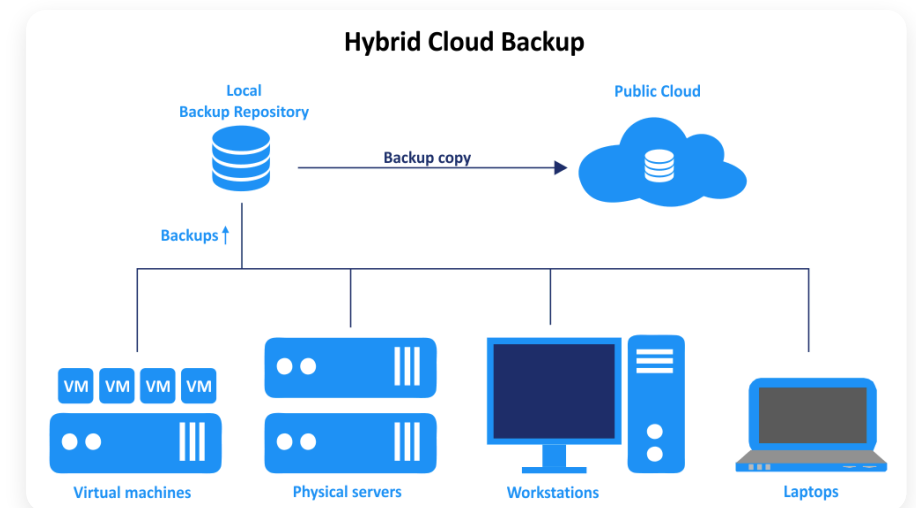 Hybrid Cloud Backup
Local
Backup Repository
Public Cloud
Backup copy
Backups
VM VM VM VM
Virtual machines
Physical servers
Workstations
Laptops